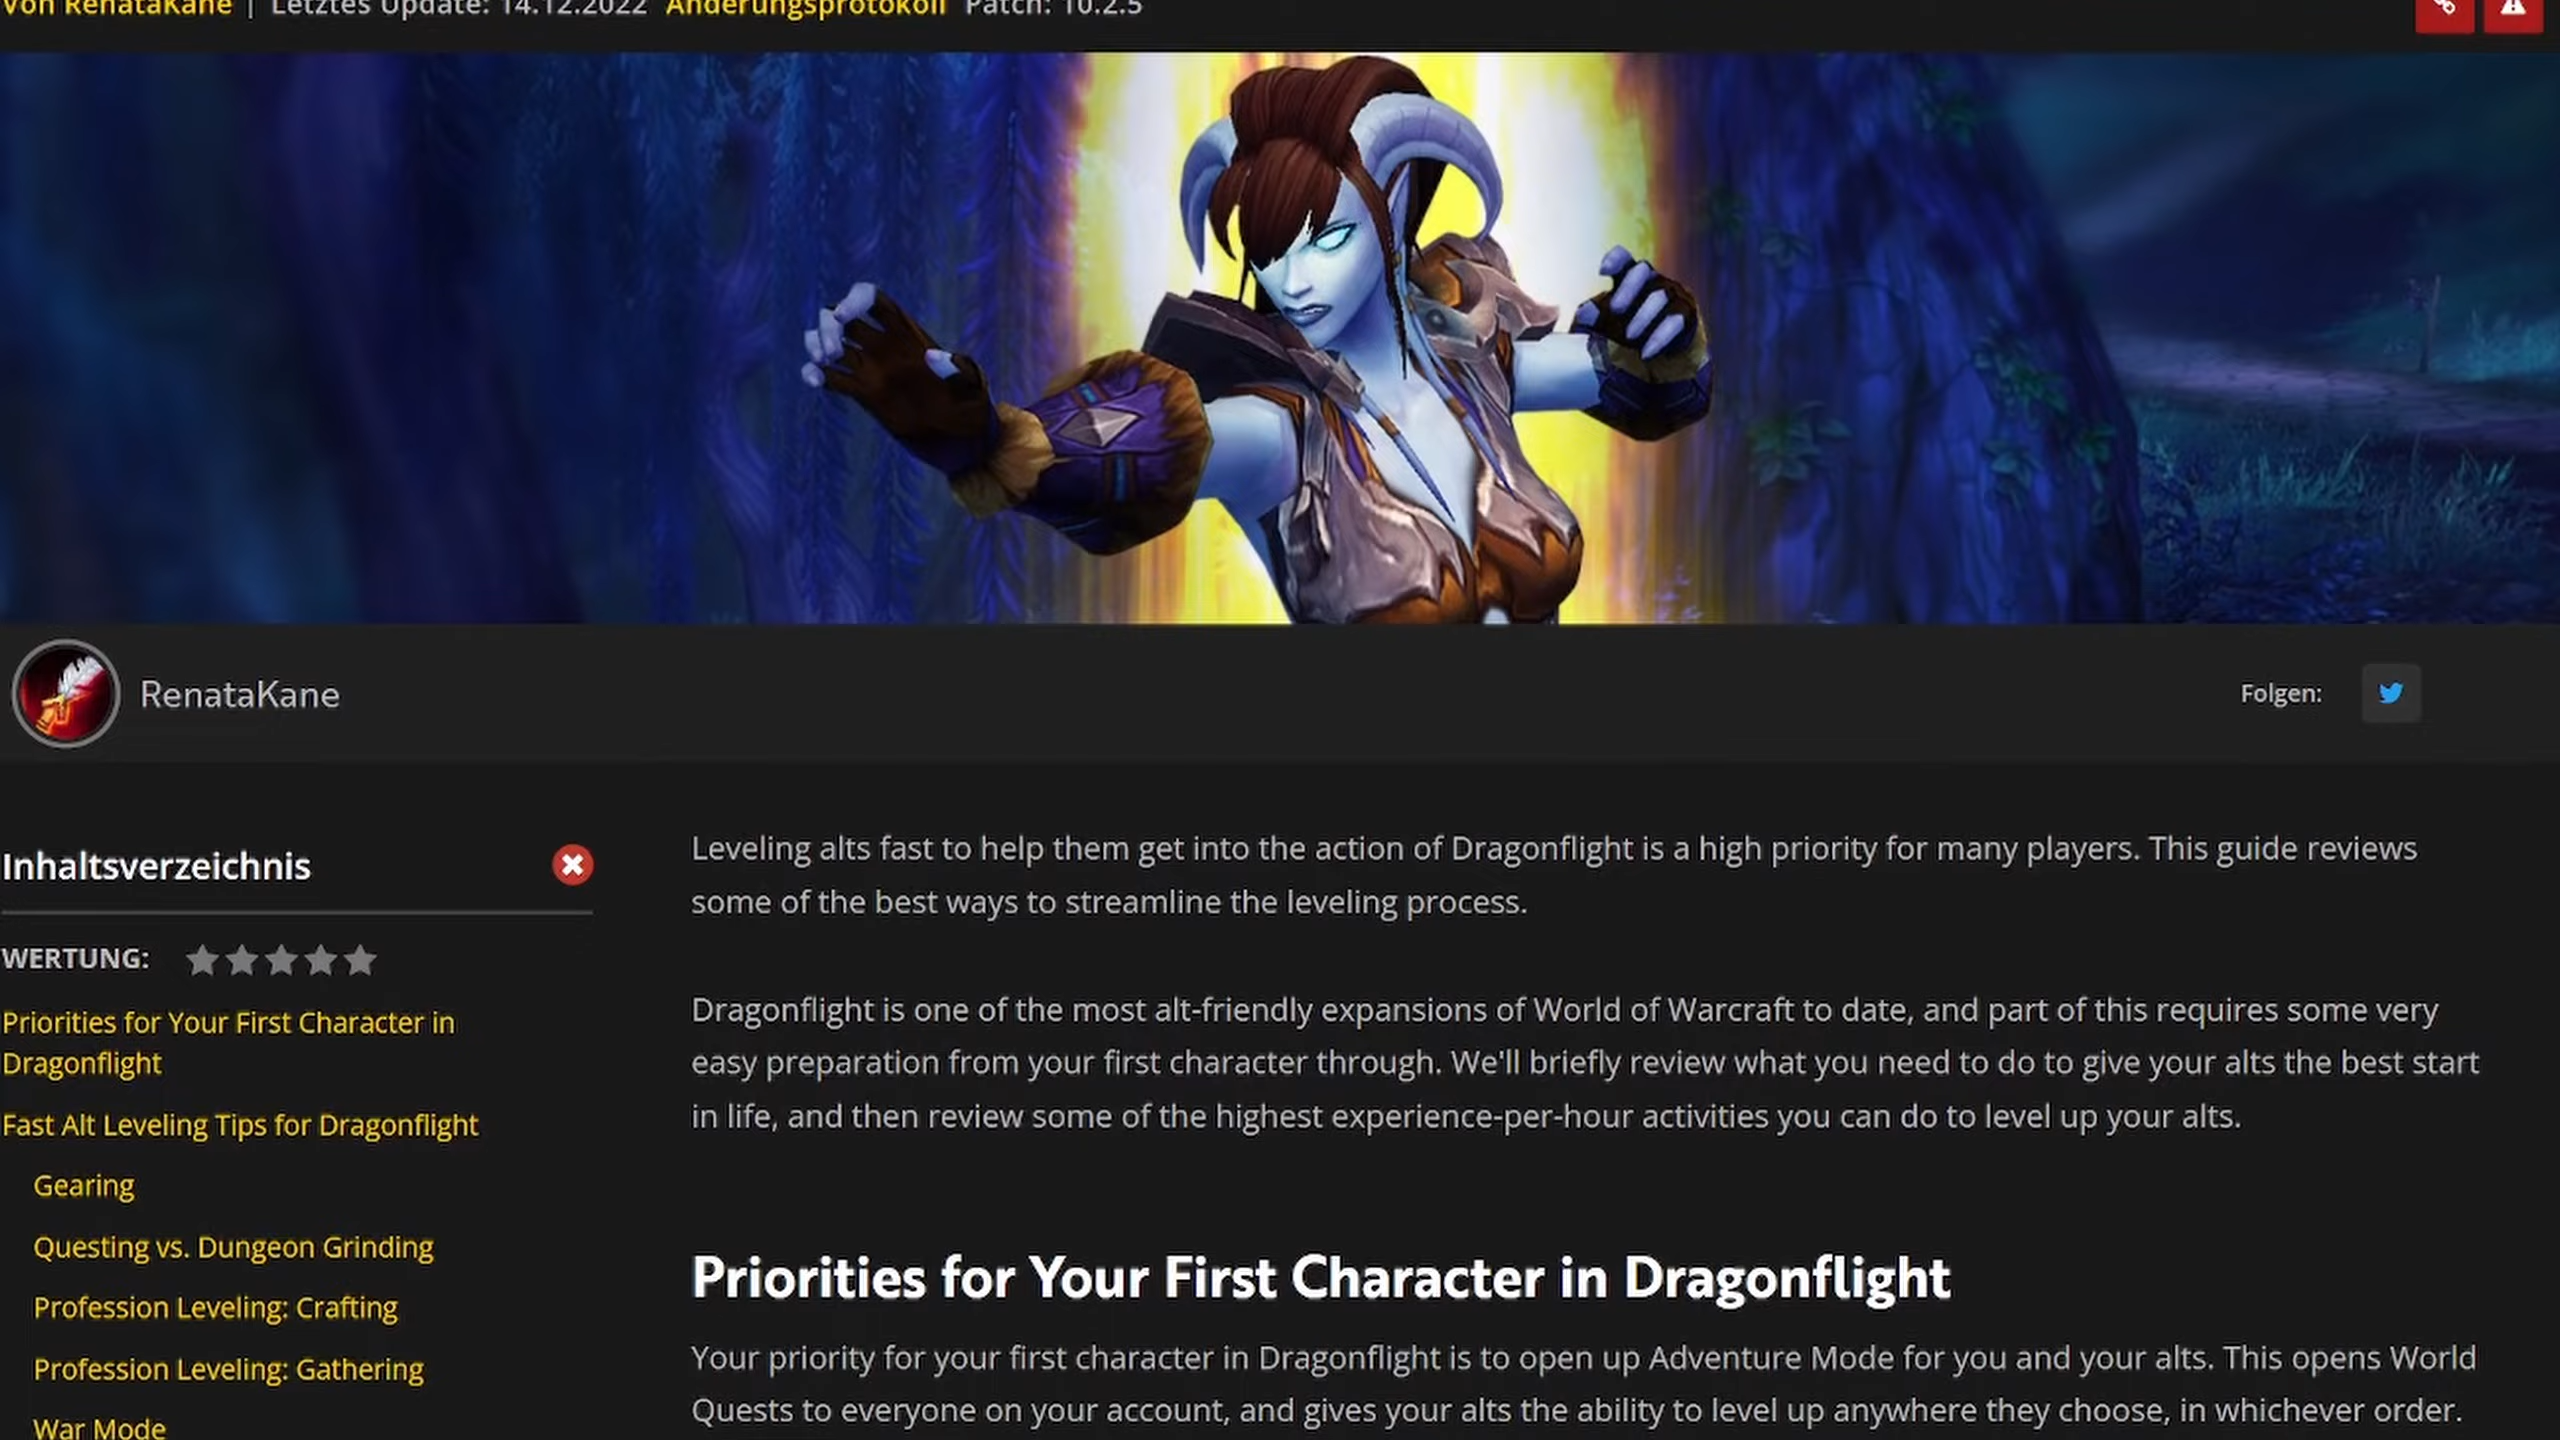 Von RenataKane | Letztes Update: 14.12.2022 Änderungsprotokoll Patch: 10.2.5
RenataKane
Folgen:
Inhaltsverzeichnis
WERTUNG:
Priorities for Your First Character in
Dragonflight
Fast Alt Leveling Tips for Dragonflight
Gearing
Questing vs. Dungeon Grinding
Profession Leveling: Crafting
Profession Leveling: Gathering
War Mode
Leveling alts fast to help them get into the action of Dragonflight is a high priority for many players. This guide reviews
some of the best ways to streamline the leveling process.
Dragonflight is one of the most alt-friendly expansions of World of Warcraft to date, and part of this requires some very
easy preparation from your first character through. We'll briefly review what you need to do to give your alts the best start
in life, and then review some of the highest experience-per-hour activities you can do to level up your alts.
Priorities for Your First Character in Dragonflight
Your priority for your first character in Dragonflight is to open up Adventure Mode for you and your alts. This opens World
Quests to everyone on your account, and gives your alts the ability to level up anywhere they choose, in whichever order.